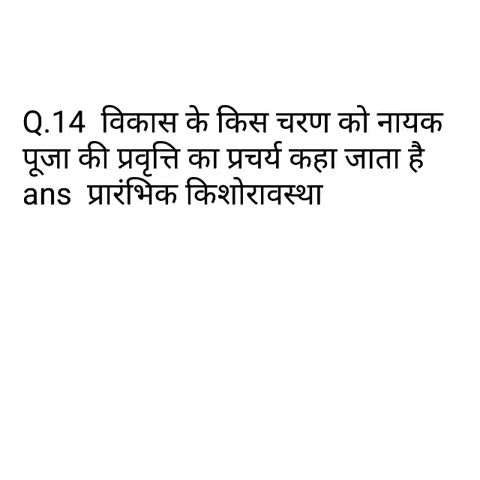 Q.14 विकास के किस चरण को नायक
पूजा की प्रवृत्ति का प्रचर्य कहा जाता है
ans प्रारंभिक किशोरावस्था